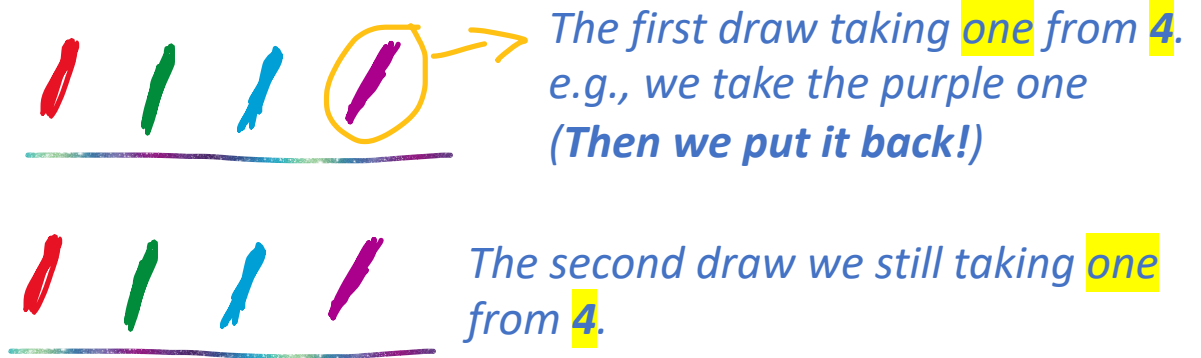 The first draw taking one from 4.
e.g., we take the purple one
(Then we put it back!)
The second draw we still taking one
from 4.